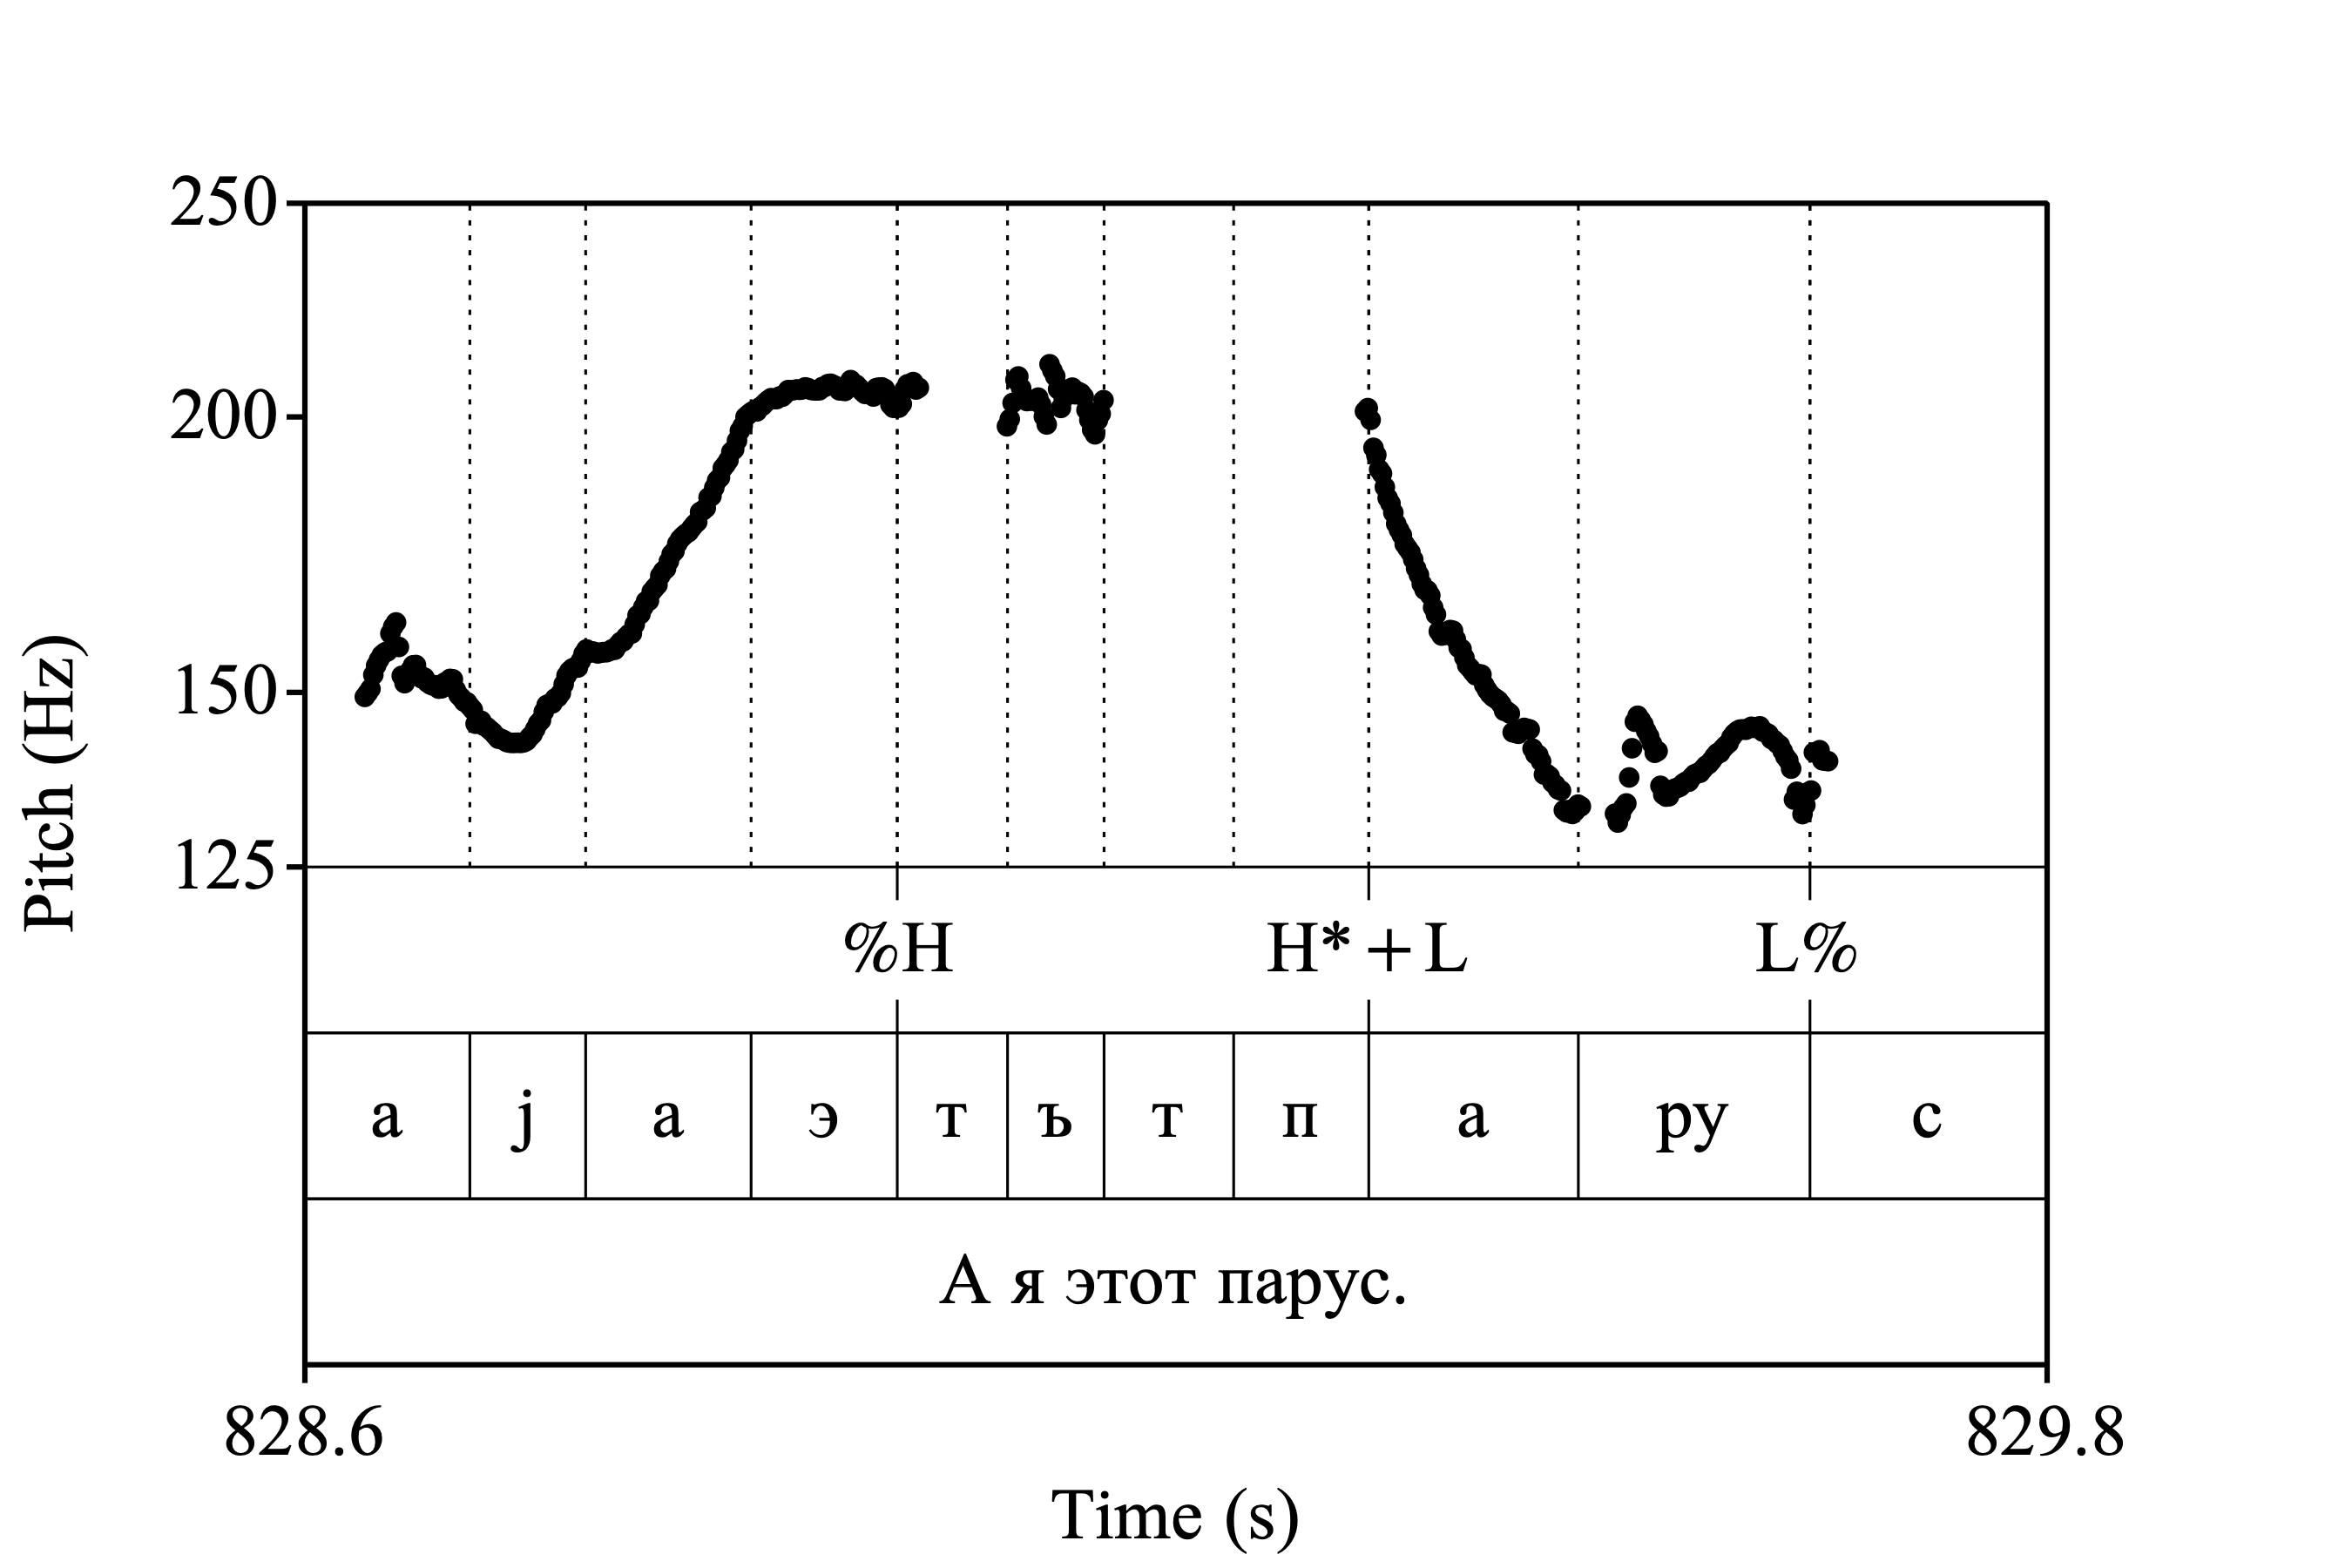 250
200
150
125
Pitch (Hz)
%H H*+L L%
а j а э т ъ т п а ру с
А я этот парус.
828.6 829.8
Time (s)